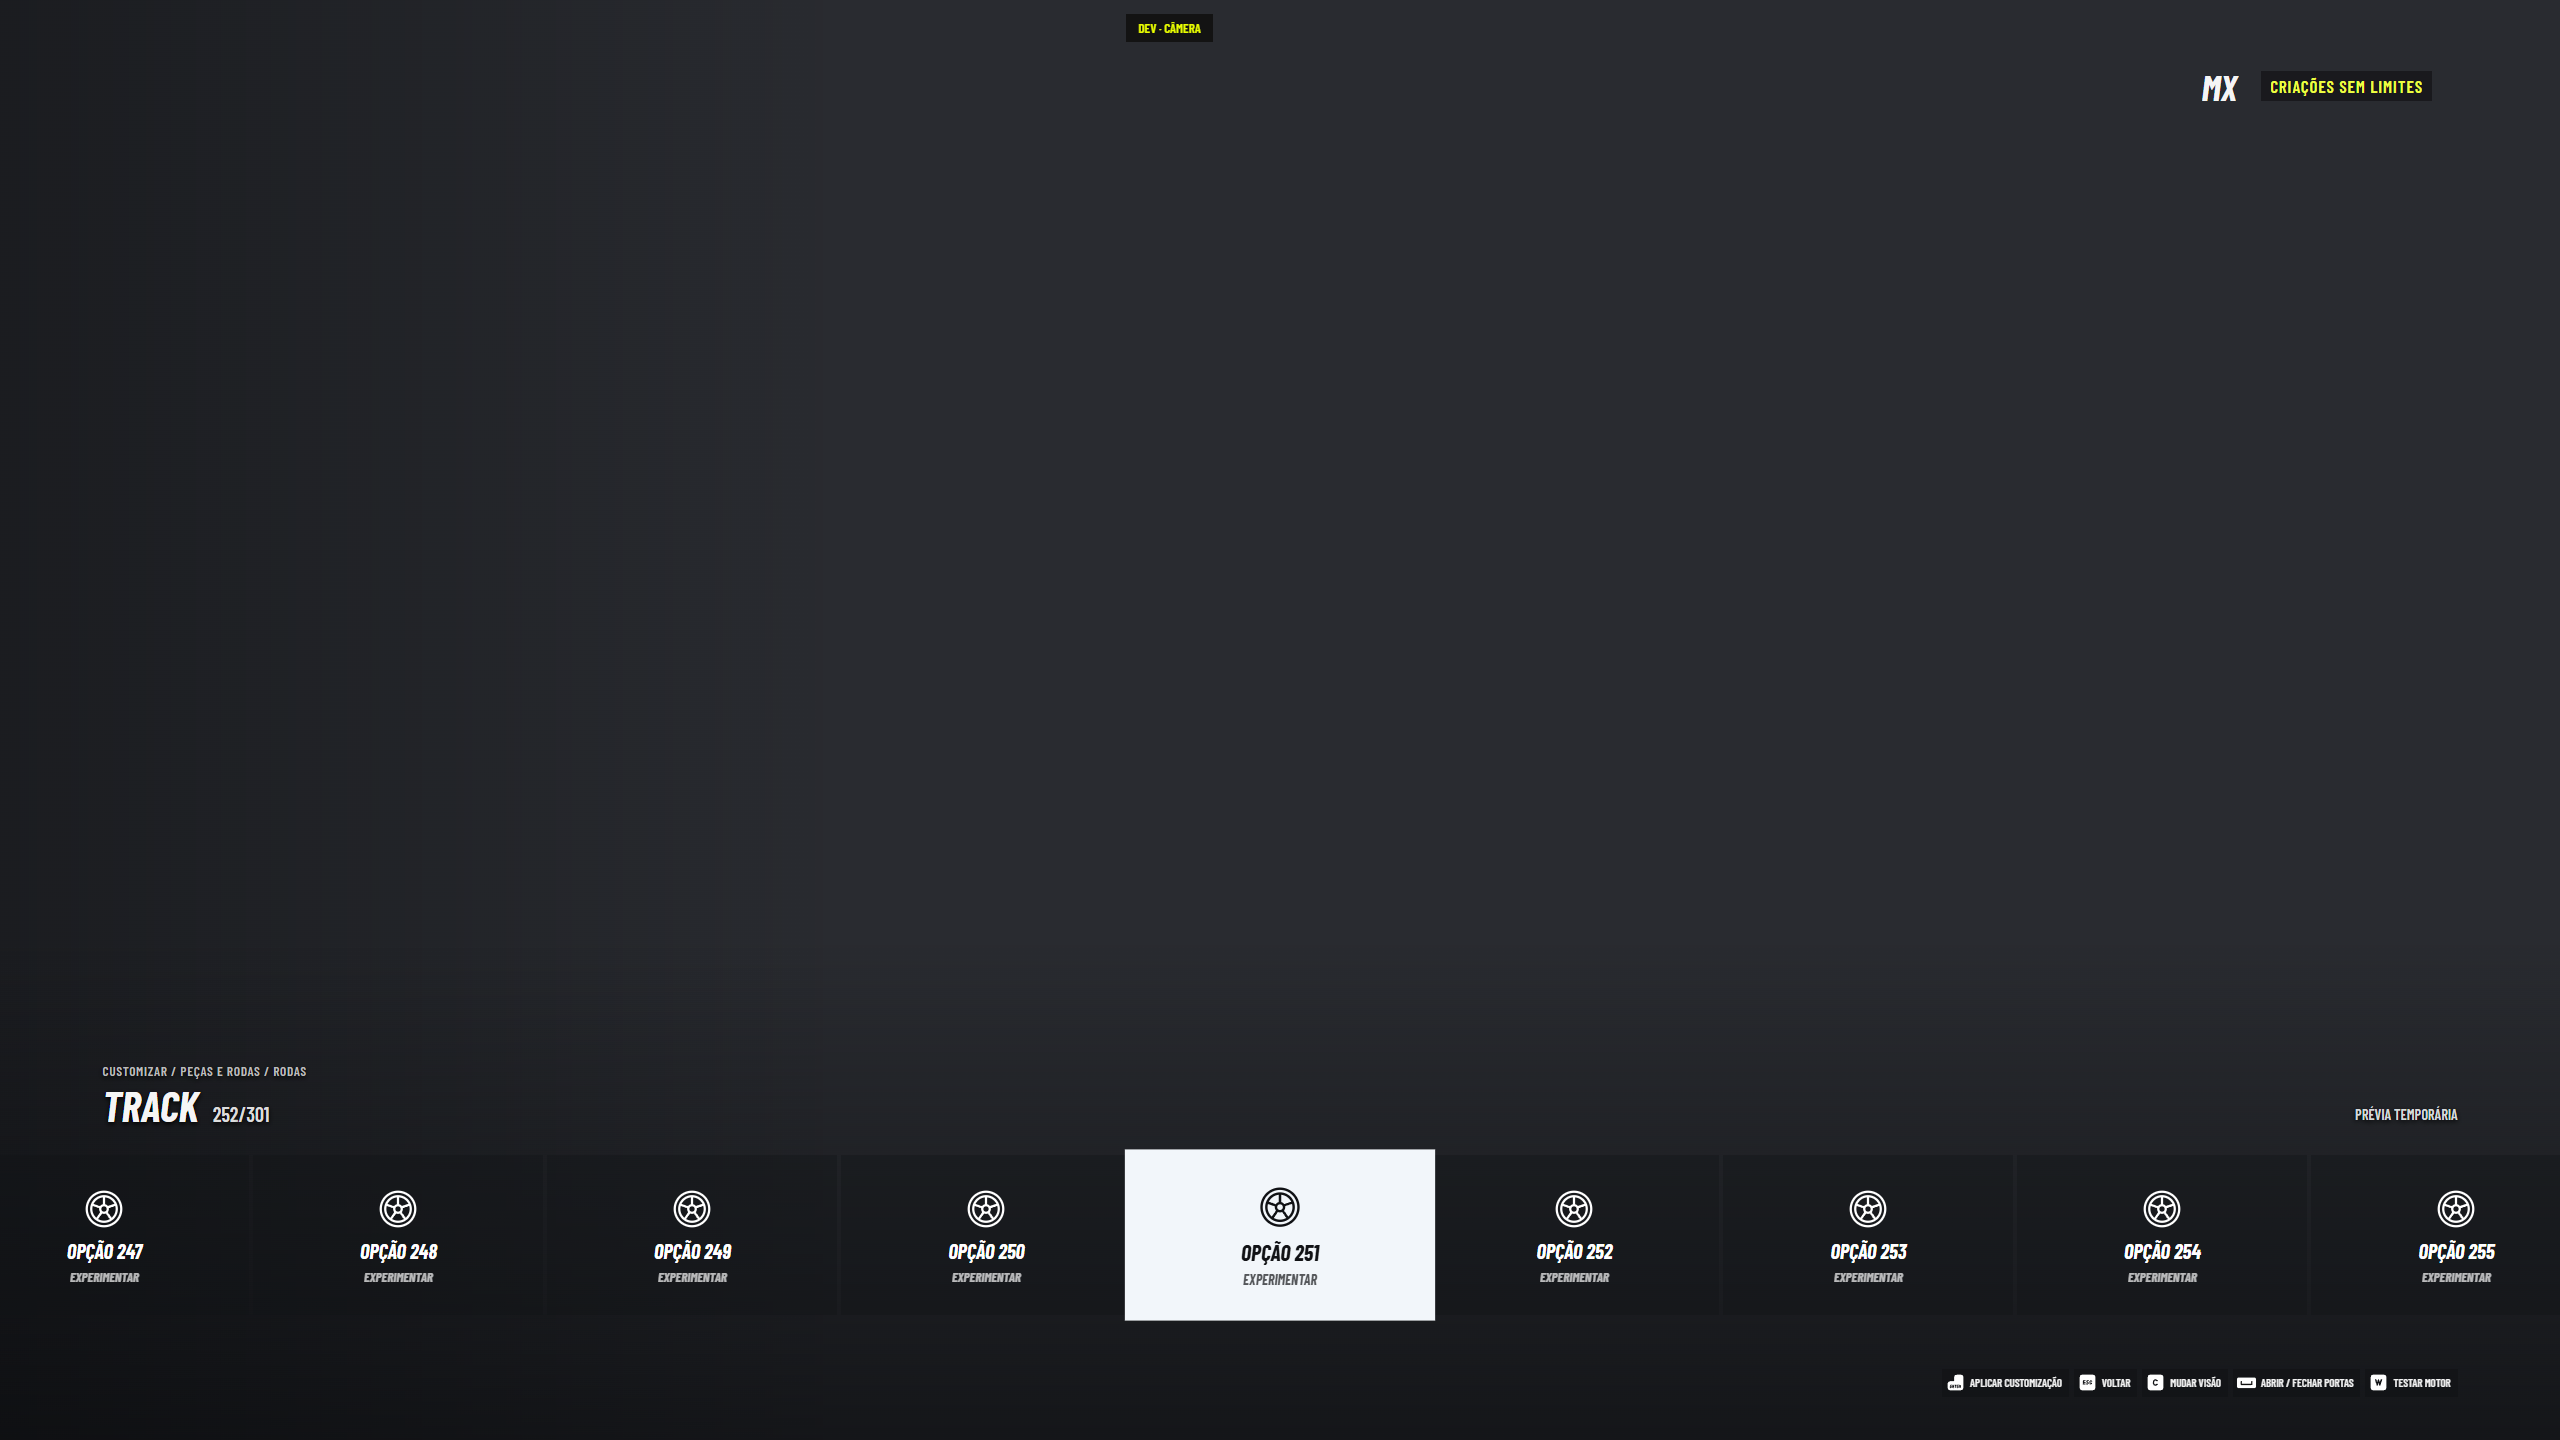 DEV · CÂMERA
MX CRIAÇÕES SEM LIMITES
CUSTOMIZAR / PEÇAS E RODAS / RODAS
TRACK 252/301
PRÉVIA TEMPORÁRIA
OPÇÃO 247
EXPERIMENTAR
OPÇÃO 248
EXPERIMENTAR
OPÇÃO 249
EXPERIMENTAR
OPÇÃO 250
EXPERIMENTAR
OPÇÃO 251
EXPERIMENTAR
OPÇÃO 252
EXPERIMENTAR
OPÇÃO 253
EXPERIMENTAR
OPÇÃO 254
EXPERIMENTAR
OPÇÃO 255
EXPERIMENTAR
ENTER APLICAR CUSTOMIZAÇÃO ESC VOLTAR C MUDAR VISÃO ABRIR / FECHAR PORTAS W TESTAR MOTOR